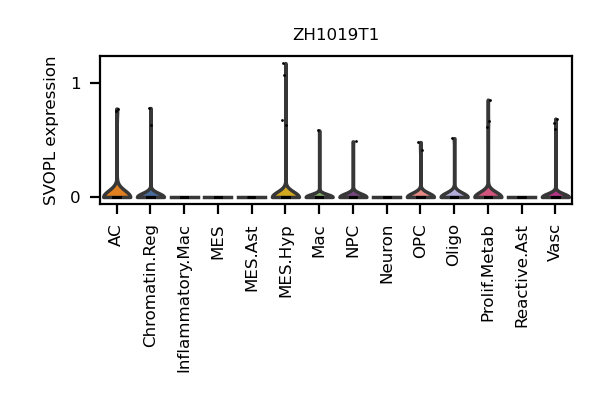 ZH1019T1
SVOPL expression
1
0
AC
Chromatin.Reg
Inflammatory.Mac
MES
MES.Ast
MES.Hyp
Mac
NPC
Neuron
OPC
Oligo
Prolif.Metab
Reactive.Ast
Vasc